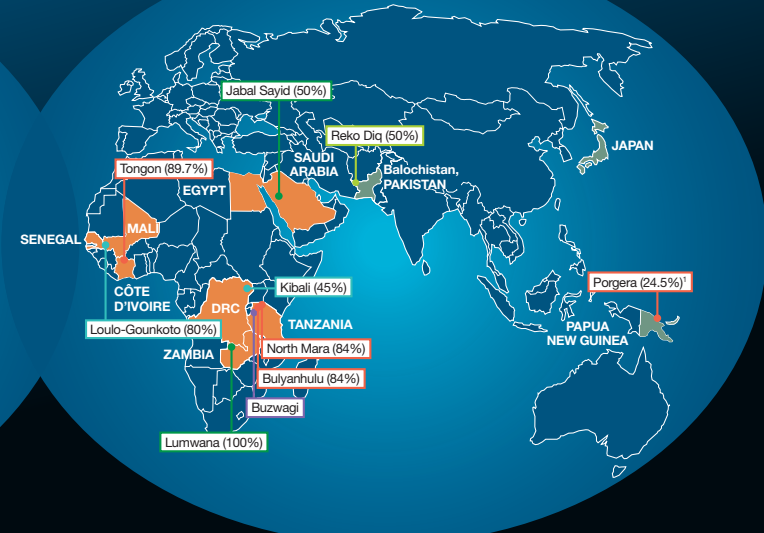 Jabal Sayid (50%)
Reko Diq (50%)
JAPAN
SAUDI
ARABIA
Balochistan,
PAKISTAN
Tongon (89.7%)
EGYPT
MALI
SENEGAL
CÔTE
D'IVOIRE
Kibali (45%)
Porgera (24.5%)¹
DRC
Loulo-Gounkoto (80%)
TANZANIA
PAPUA
NEW GUINEA
ZAMBIA
North Mara (84%)
Bulyanhulu (84%)
Buzwagi
Lumwana (100%)